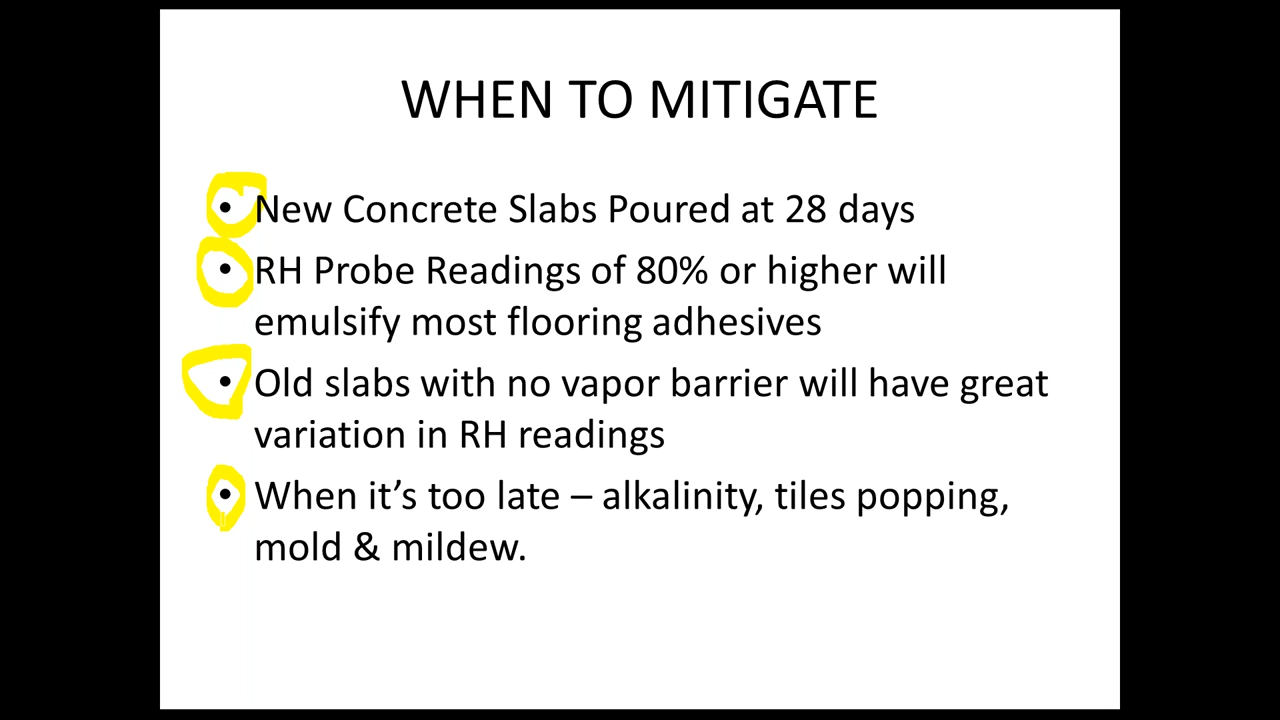 WHEN TO MITIGATE
• New Concrete Slabs Poured at 28 days
• RH Probe Readings of 80% or higher will
emulsify most flooring adhesives
• Old slabs with no vapor barrier will have great
variation in RH readings
• When it’s too late – alkalinity, tiles popping,
mold & mildew.